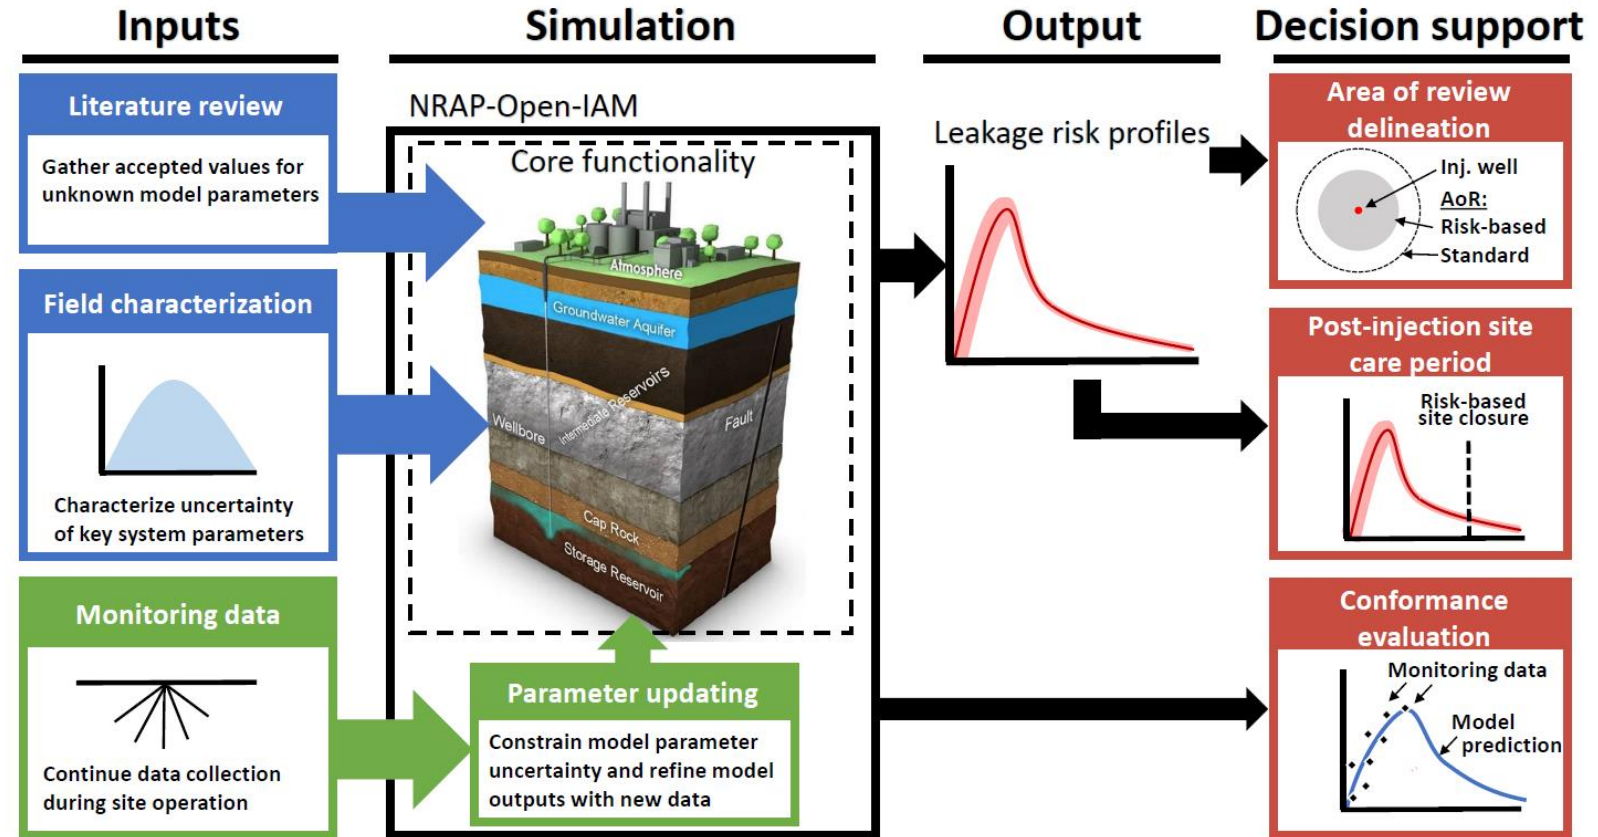 Inputs
Simulation
Output
Decision support
Literature review
Gather accepted values for
unknown model parameters
Field characterization
Characterize uncertainty
of key system parameters
Monitoring data
Continue data collection
during site operation
NRAP-Open-IAM
Core functionality
Atmosphere
Groundwater Aquifer
Intermediate Reservoirs
Wellbore
Fault
Cap Rock
Storage Reservoir
Parameter updating
Constrain model parameter
uncertainty and refine model
outputs with new data
Leakage risk profiles
Area of review
delineation
Inj. well
AoR:
Risk-based
Standard
Post-injection site
care period
Risk-based
site closure
Conformance
evaluation
Monitoring data
Model
prediction